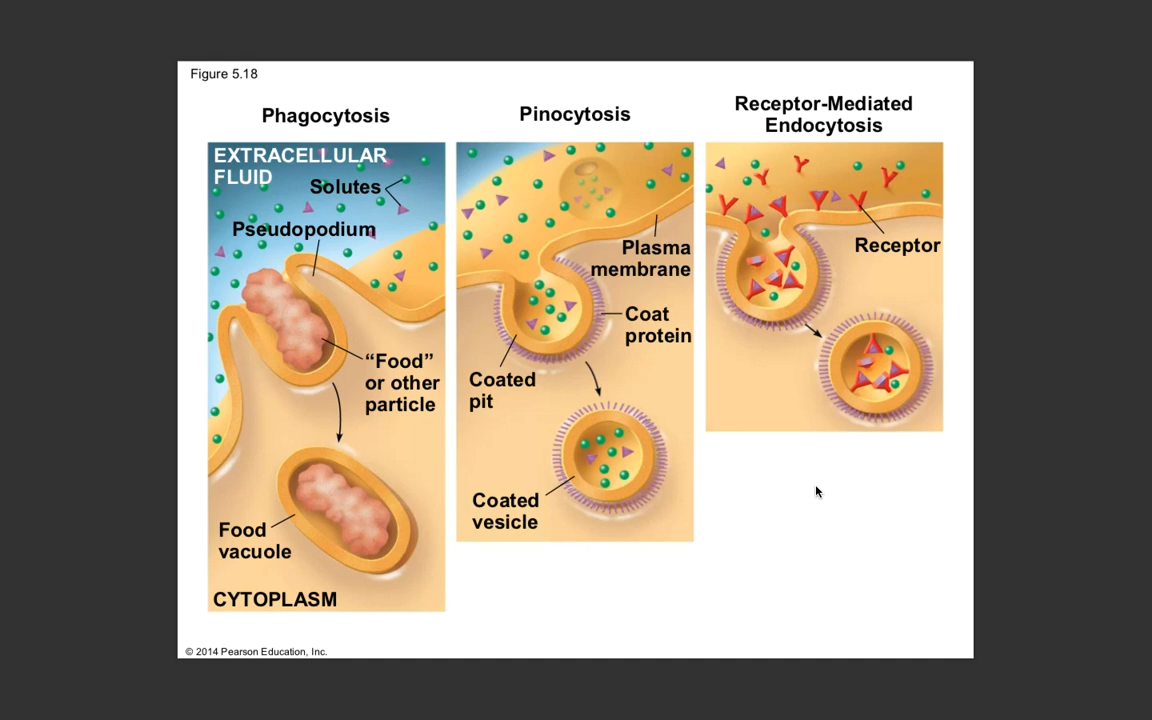 Figure 5.18
Phagocytosis
EXTRACELLULAR
FLUID
Solutes
Pseudopodium
“Food”
or other
particle
Food
vacuole
CYTOPLASM
Pinocytosis
Plasma
membrane
Coat
protein
Coated
pit
Coated
vesicle
Receptor-Mediated
Endocytosis
Receptor
© 2014 Pearson Education, Inc.